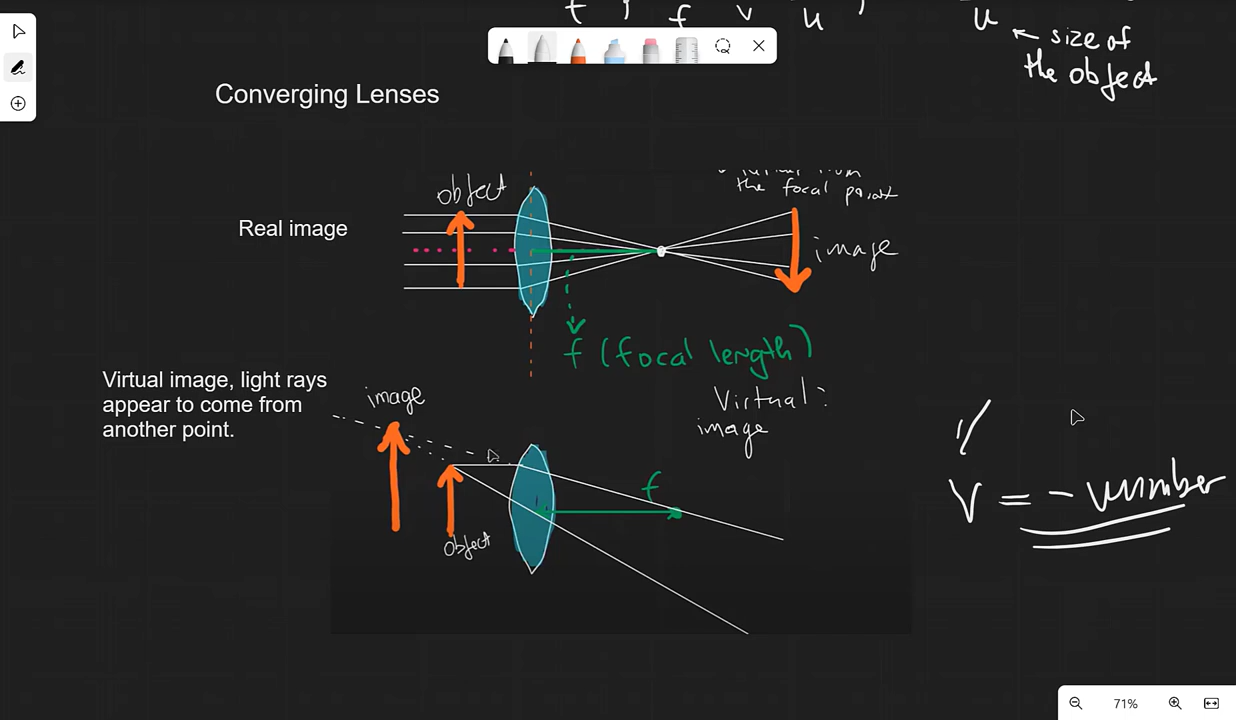 f f v u u
← size of
the object
Converging Lenses
object
the focal point
Real image
image
f (focal length)
Virtual image, light rays
appear to come from
another point.
image
Virtual:
image
f
v = - number
object
71%